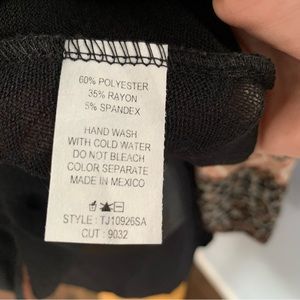 60% POLYESTER
35% RAYON
5% SPANDEX
HAND WASH
WITH COLD WATER
DO NOT BLEACH
COLOR SEPARATE
MADE IN MEXICO
STYLE : TJ10926SA
CUT : 9032